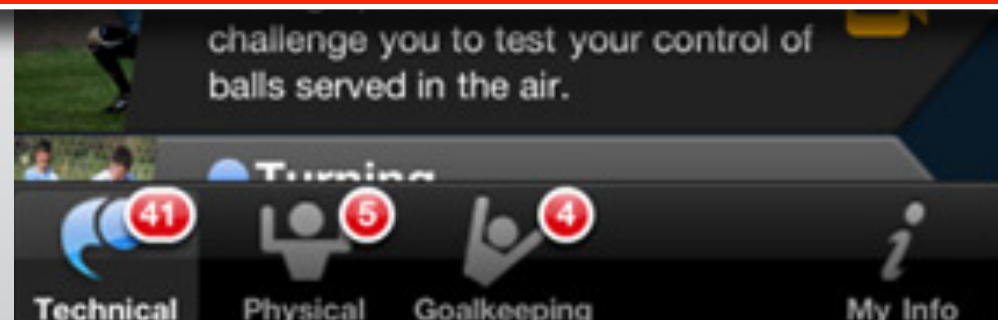 challenge you to test your control of
balls served in the air.
Turning
41
5
4
Technical
Physical
Goalkeeping
My Info